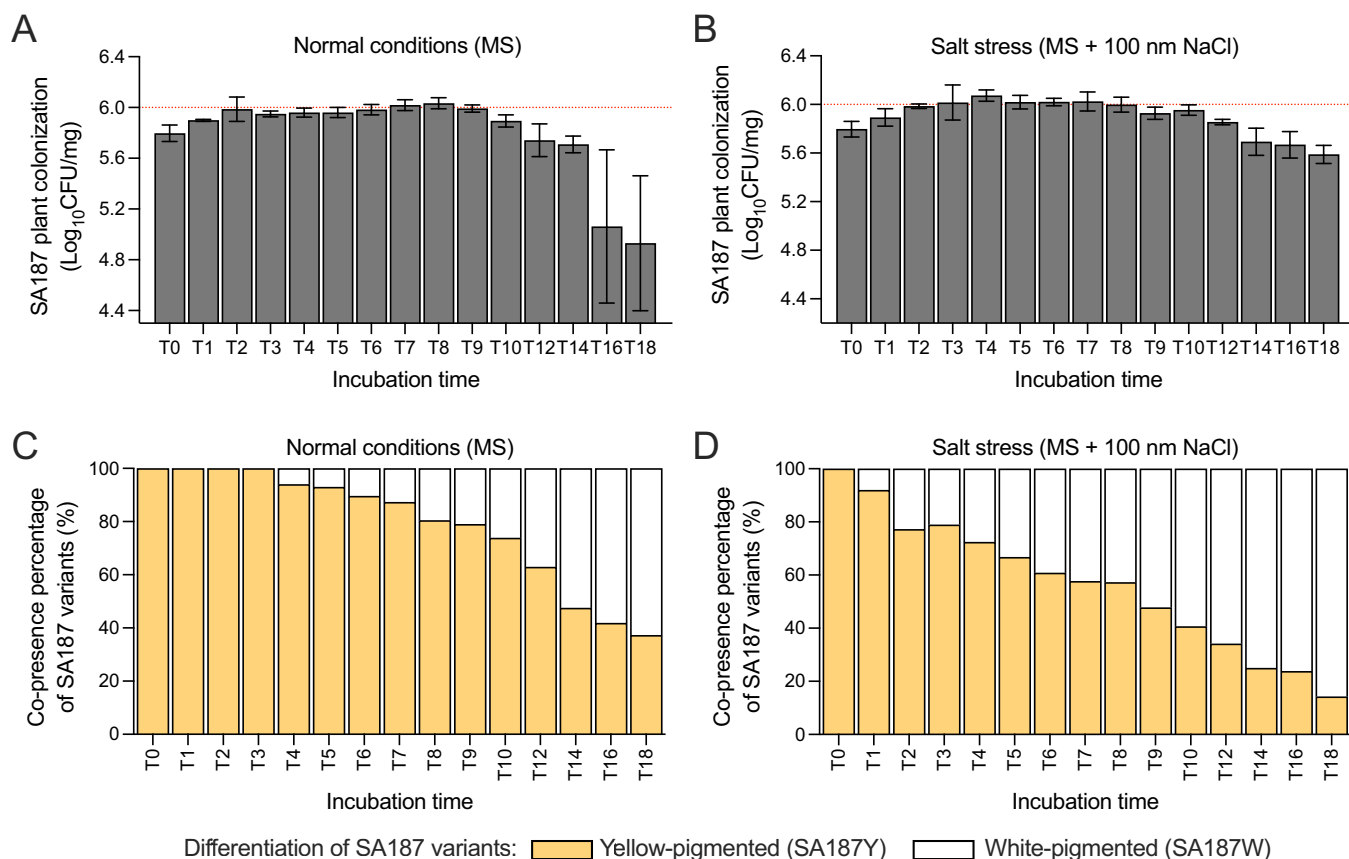 A
Normal conditions (MS)
SA187 plant colonization
(Log10CFU/mg)
6.4
6.0
5.6
5.2
4.8
4.4
T0 T1 T2 T3 T4 T5 T6 T7 T8 T9 T10 T12 T14 T16 T18
Incubation time
B
Salt stress (MS + 100 nm NaCl)
SA187 plant colonization
(Log10CFU/mg)
6.4
6.0
5.6
5.2
4.8
4.4
T0 T1 T2 T3 T4 T5 T6 T7 T8 T9 T10 T12 T14 T16 T18
Incubation time
C
Normal conditions (MS)
Co-presence percentage
of SA187 variants (%)
100
80
60
40
20
0
T0 T1 T2 T3 T4 T5 T6 T7 T8 T9 T10 T12 T14 T16 T18
Incubation time
D
Salt stress (MS + 100 nm NaCl)
Co-presence percentage
of SA187 variants (%)
100
80
60
40
20
0
T0 T1 T2 T3 T4 T5 T6 T7 T8 T9 T10 T12 T14 T16 T18
Incubation time
Differentiation of SA187 variants: Yellow-pigmented (SA187Y) White-pigmented (SA187W)